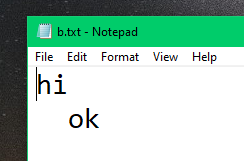 b.txt - Notepad
File Edit Format View Help
hi
  ok